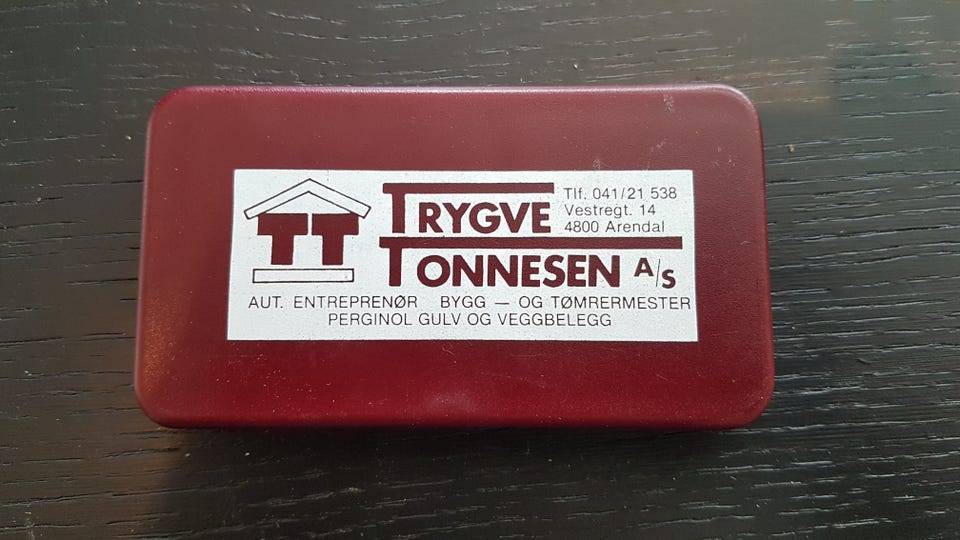 TT
TRYGVE
TONNESEN A/S
Tlf. 041/21 538
Vestregt. 14
4800 Arendal
AUT. ENTREPRENØR BYGG — OG TØMRERMESTER
PERGINOL GULV OG VEGGBELEGG